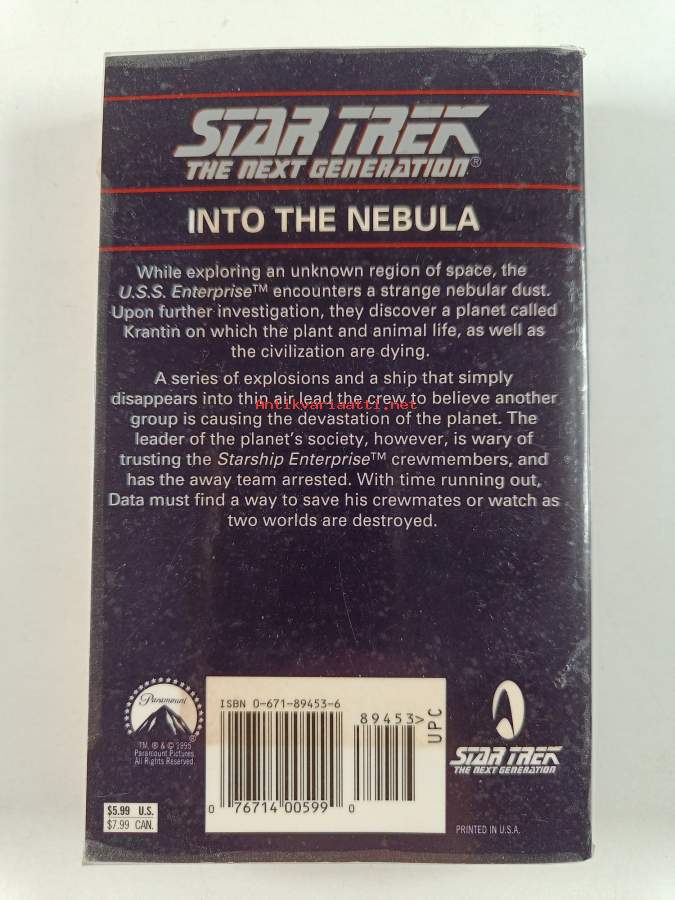 STAR TREK
THE NEXT GENERATION®
INTO THE NEBULA
While exploring an unknown region of space, the
U.S.S. Enterprise™ encounters a strange nebular dust.
Upon further investigation, they discover a planet called
Krantin on which the plant and animal life, as well as
the civilization are dying.
A series of explosions and a ship that simply
disappears into thin air lead the crew to believe another
Antikvariaatti.net
group is causing the devastation of the planet. The
leader of the planet's society, however, is wary of
trusting the Starship Enterprise™ crewmembers, and
has the away team arrested. With time running out,
Data must find a way to save his crewmates or watch as
two worlds are destroyed.
Paramount
®
TM, ® & © 1995
Paramount Pictures.
All Rights Reserved.
$5.99 U.S.
$7.99 CAN.
ISBN 0-671-89453-6
89453>
UPC
0 76714 00599 0
STAR TREK
THE NEXT GENERATION
PRINTED IN U.S.A.